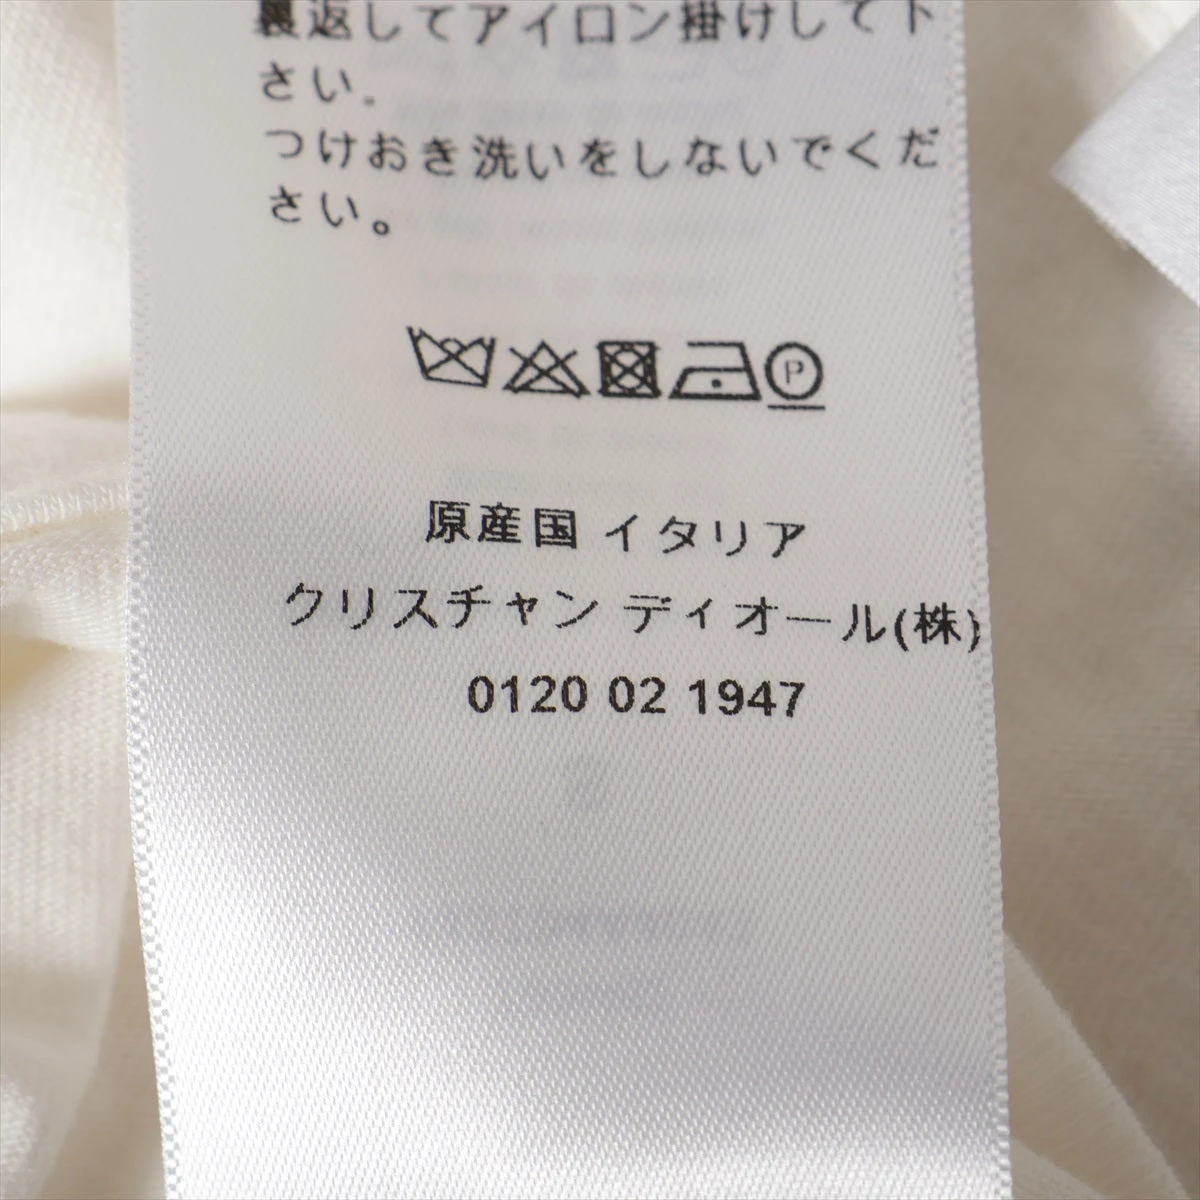 裏返してアイロン掛けして下
さい.
つけおき洗いをしないでくだ
さい。
P
原産国 イタリア
クリスチャン ディオール(株)
0120 02 1947